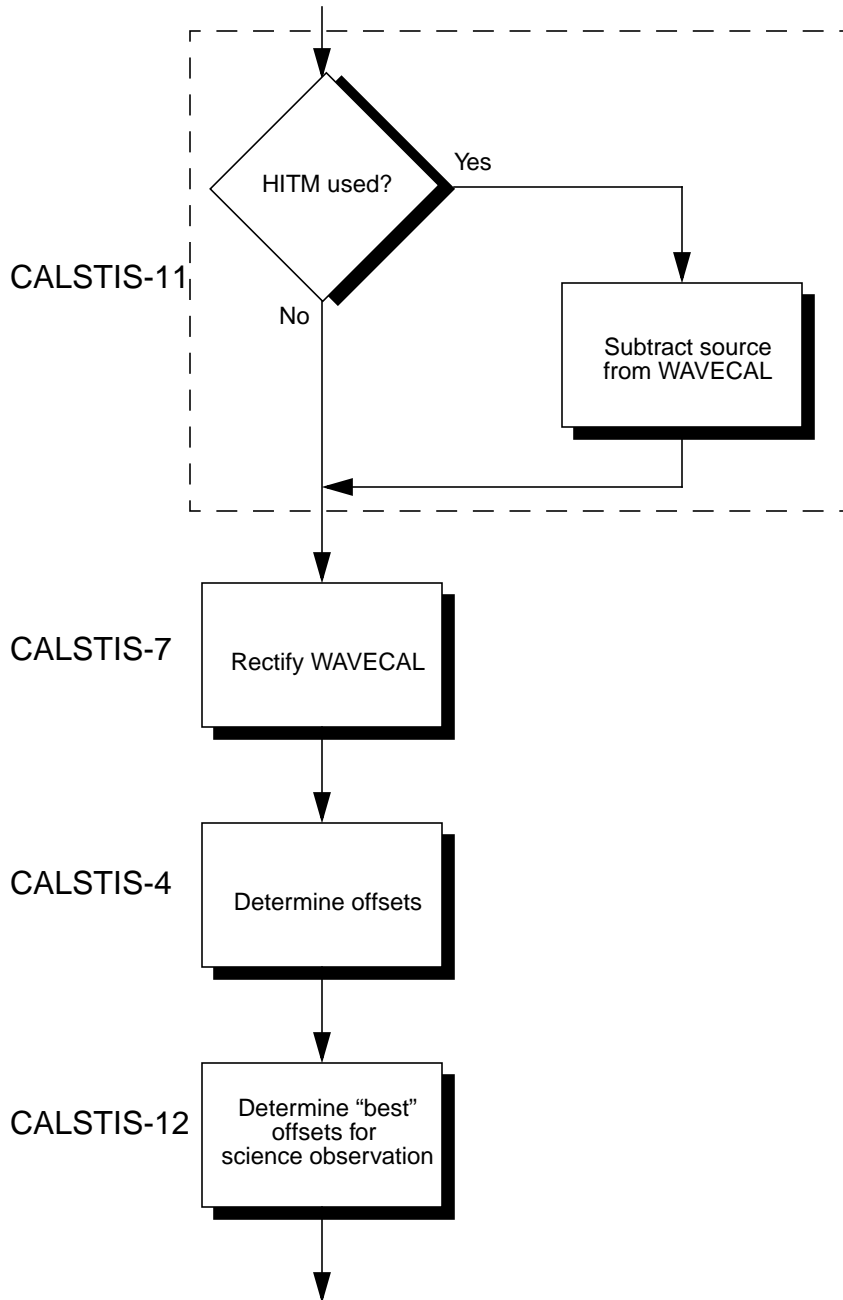 HITM used?
Yes
CALSTIS-11
No
Subtract source
from WAVECAL
CALSTIS-7
Rectify WAVECAL
CALSTIS-4
Determine offsets
CALSTIS-12
Determine “best”
offsets for
science observation